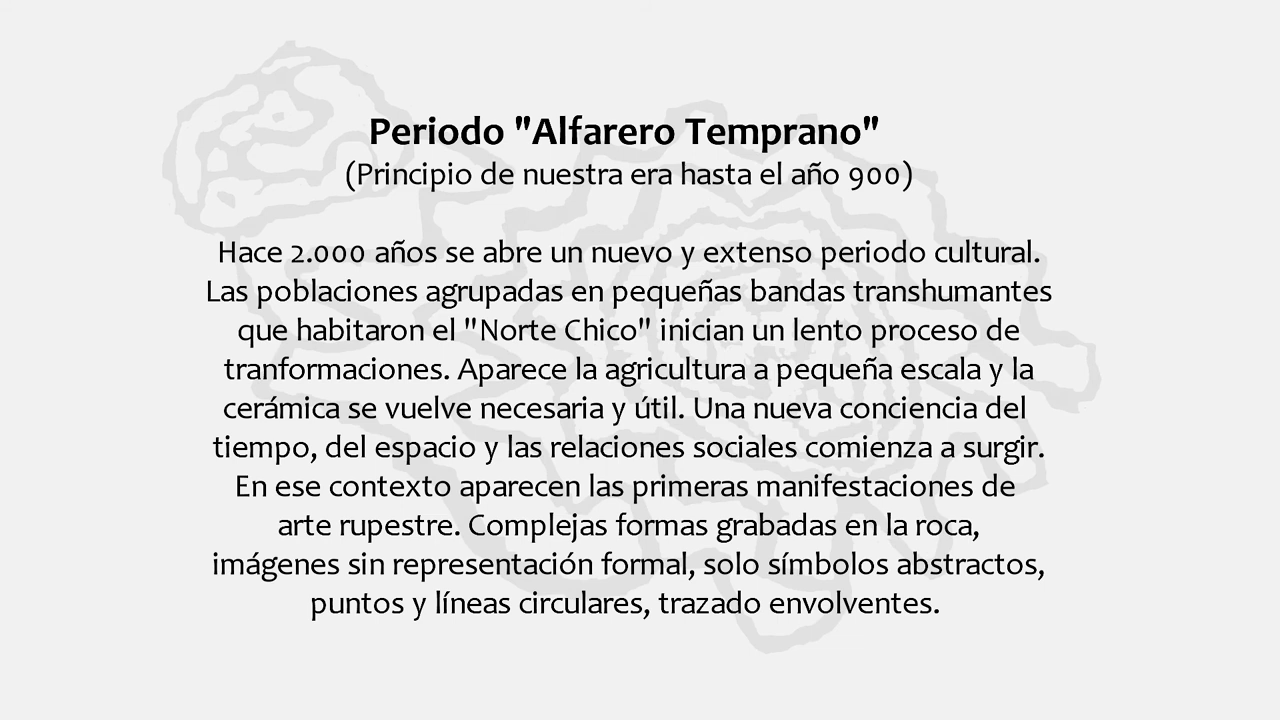 Periodo "Alfarero Temprano"
(Principio de nuestra era hasta el año 900)
Hace 2.000 años se abre un nuevo y extenso periodo cultural.
Las poblaciones agrupadas en pequeñas bandas transhumantes
que habitaron el "Norte Chico" inician un lento proceso de
tranformaciones. Aparece la agricultura a pequeña escala y la
cerámica se vuelve necesaria y útil. Una nueva conciencia del
tiempo, del espacio y las relaciones sociales comienza a surgir.
En ese contexto aparecen las primeras manifestaciones de
arte rupestre. Complejas formas grabadas en la roca,
imágenes sin representación formal, solo símbolos abstractos,
puntos y líneas circulares, trazado envolventes.